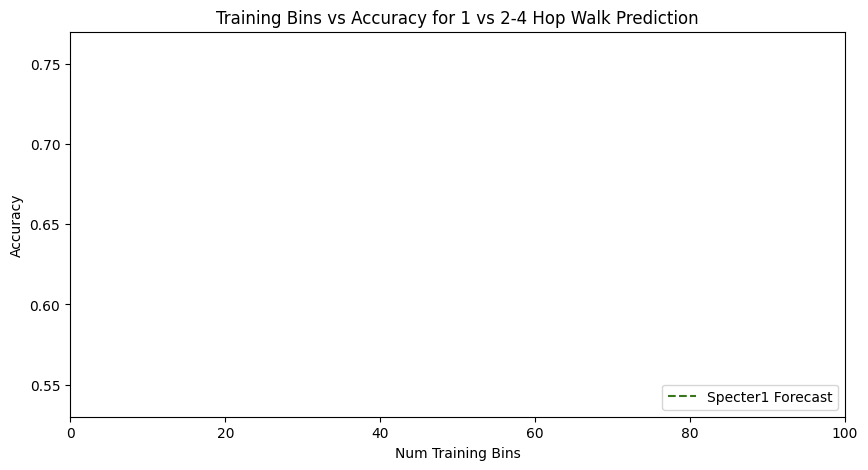 Training Bins vs Accuracy for 1 vs 2-4 Hop Walk Prediction
Accuracy
0.75
0.70
0.65
0.60
0.55
Specter1 Forecast
0 20 40 60 80 100
Num Training Bins